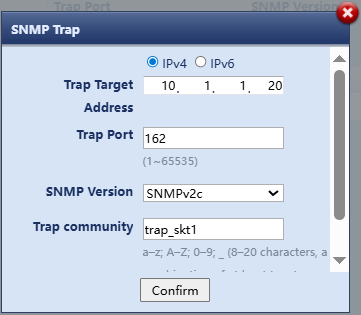 Trap Port SNMP Version
SNMP Trap
IPv4 IPv6
Trap Target Address
10. 1. 1. 20
Trap Port
162
(1~65535)
SNMP Version
SNMPv2c
Trap community
trap_skt1
a–z; A–Z; 0–9; _ (8–20 characters, a
Confirm